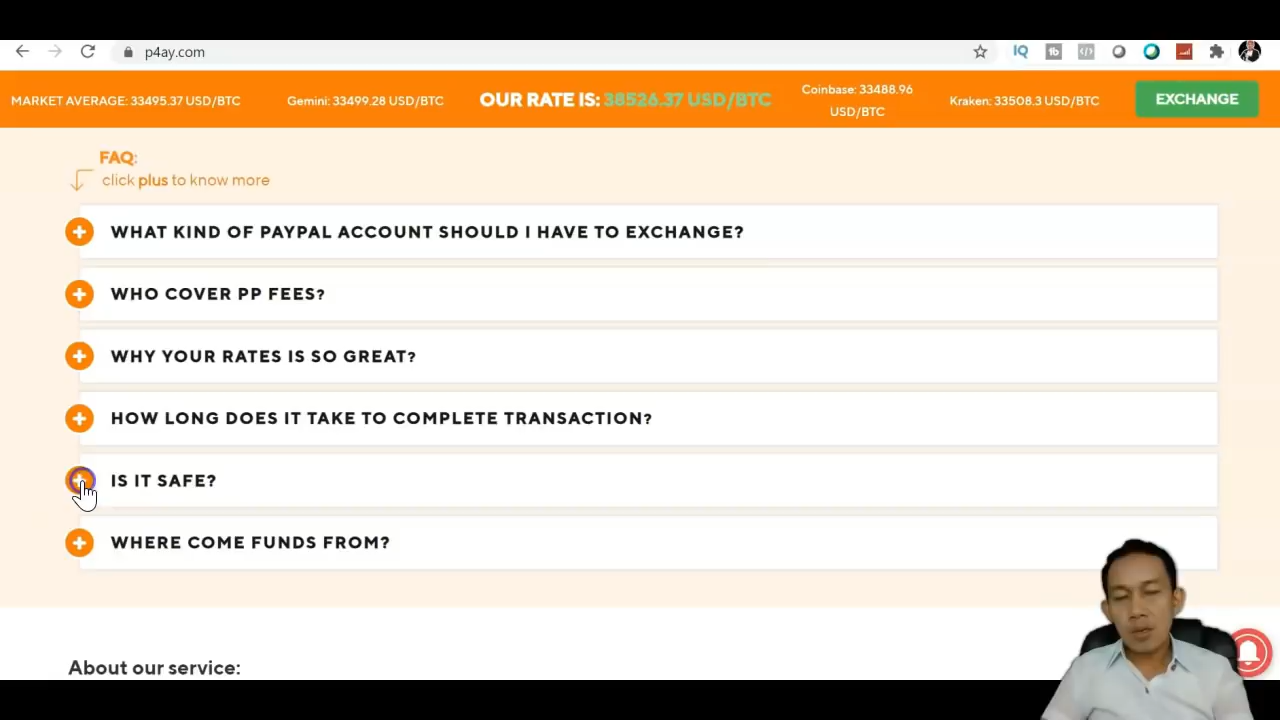 p4ay.com
IQ
tb
MARKET AVERAGE: 33495.37 USD/BTC
Gemini: 33499.28 USD/BTC
OUR RATE IS: 38526.37 USD/BTC
Coinbase: 33488.96
USD/BTC
Kraken: 33508.3 USD/BTC
EXCHANGE
FAQ:
click plus to know more
WHAT KIND OF PAYPAL ACCOUNT SHOULD I HAVE TO EXCHANGE?
WHO COVER PP FEES?
WHY YOUR RATES IS SO GREAT?
HOW LONG DOES IT TAKE TO COMPLETE TRANSACTION?
IS IT SAFE?
WHERE COME FUNDS FROM?
About our service: